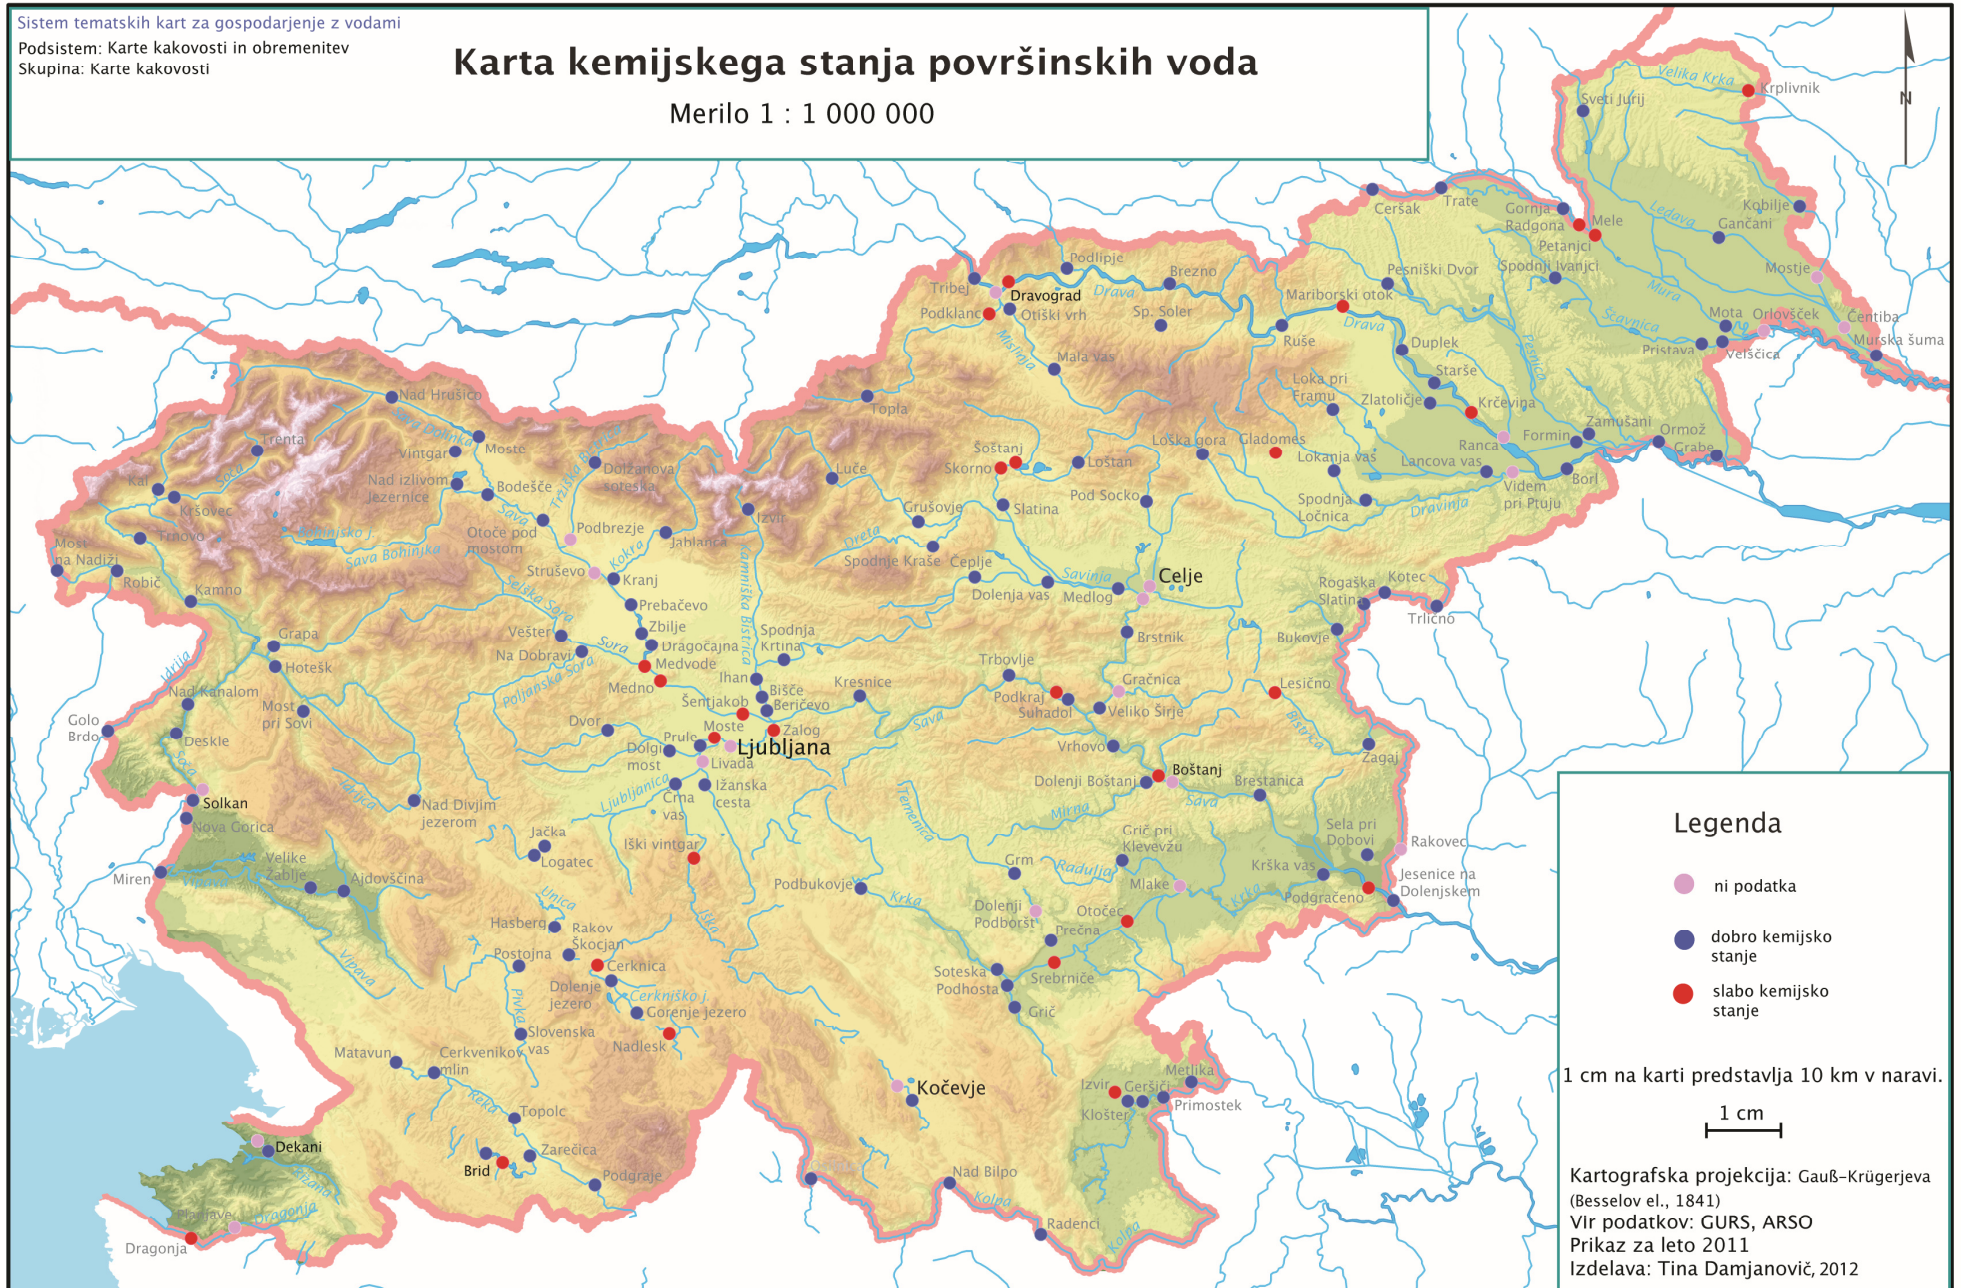 Sistem tematskih kart za gospodarjenje z vodami
Podsistem: Karte kakovosti in obremenitev
Skupina: Karte kakovosti
Karta kemijskega stanja površinskih voda
Merilo 1 : 1 000 000
N
Velika Krka
Krplivnik
Sveti Jurij
Kobilje
Ledava
Gančani
Ceršak
Trate
Gornja
Radgona
Mele
Petanjci
Spodnji Ivanjci
Mostje
Mura
Pesniški Dvor
Ščavnica
Mota
Orlovšček
Čentiba
Murska šuma
Pristava
Velščica
Podlipje
Brezno
Tribej
Dravograd
Drava
Podklanc
Otiški vrh
Sp. Soler
Mariborski otok
Drava
Ruše
Duplek
Pesnica
Mislinja
Mala vas
Starše
Loka pri
Framu
Zlatoličje
Krčevina
Topla
Nad Hrušico
Sava Dolinka
Moste
Vintgar
Trenta
Soča
Tržiška Bistrica
Dolžanova
soteska
Luče
Šoštanj
Skorno
Loštan
Loška gora
Gladomes
Lokanja vas
Ranca
Formin
Zamušani
Ormož
Grabe
Lancova vas
Borl
Videm
pri Ptuju
Kal
Kršovec
Nad izlivom
Jezernice
Bodešče
Sava
Izvir
Grušovje
Slatina
Pod Socko
Spodnja
Ločnica
Dravinja
Most
na Nadiži
Trnovo
Bohinjsko j.
Sava Bohinjka
Otoče pod
mostom
Podbrezje
Jablanca
Kokra
Kamniška Bistrica
Dreta
Spodnje Kraše
Čeplje
Dolenja vas
Savinja
Medlog
Celje
Rogaška
Slatina
Kotec
Trlično
Robič
Kamno
Struševo
Kranj
Selška Sora
Prebačevo
Zbilje
Brstnik
Bukovje
Grapa
Hotešk
Idrija
Vešter
Sora
Dragočajna
Na Dobravi
Poljanska Sora
Medvode
Medno
Spodnja
Krtina
Ihan
Bišče
Beričevo
Kresnice
Trbovlje
Podkraj
Suhadol
Gračnica
Veliko Širje
Lesično
Bistrica
Nad Kanalom
Most
pri Sovi
Golo
Brdo
Deskle
Soča
Šentjakob
Moste
Zalog
Dvor
Dolgi
most
Prule
Ljubljana
Livada
Sava
Vrhovo
Zagaj
Boštanj
Dolenji Boštanj
Brestanica
Sava
Mirna
Temenica
Ljubljanica
Črna
vas
Ižanska
cesta
Solkan
Nova Gorica
Idrijca
Nad Divjim
jezerom
Jačka
Logatec
Iški vintgar
Grič pri
Klevevžu
Sela pri
Dobovi
Rakovec
Miren
Vipava
Velike
Žablje
Ajdovščina
Podbukovje
Krka
Grm
Radulja
Mlake
Krška vas
Jesenice na
Dolenjskem
Podgračeno
Krka
Unica
Iška
Hasberg
Rakov
Škocjan
Dolenji
Podboršt
Otočec
Prečna
Vipava
Postojna
Cerknica
Dolenje
jezero
Cerkniško j.
Gorenje jezero
Soteska
Podhosta
Srebrniče
Grič
Pivka
Slovenska
vas
Nadlesk
Matavun
Cerkvenikov
mlin
Reka
Topolc
Kočevje
Metlika
Izvir
Geršiči
Klošter
Primostek
Dekani
Rižana
Brid
Zarečica
Podgraje
Nad Bilpo
Kolpa
Radenci
Kolpa
Dragonja
Dragonja
Legenda
ni podatka
dobro kemijsko
stanje
slabo kemijsko
stanje
1 cm na karti predstavlja 10 km v naravi.
1 cm
Kartografska projekcija: Gauß-Krügerjeva
(Besselov el., 1841)
VIr podatkov: GURS, ARSO
Prikaz za leto 2011
Izdelava: Tina Damjanovič, 2012